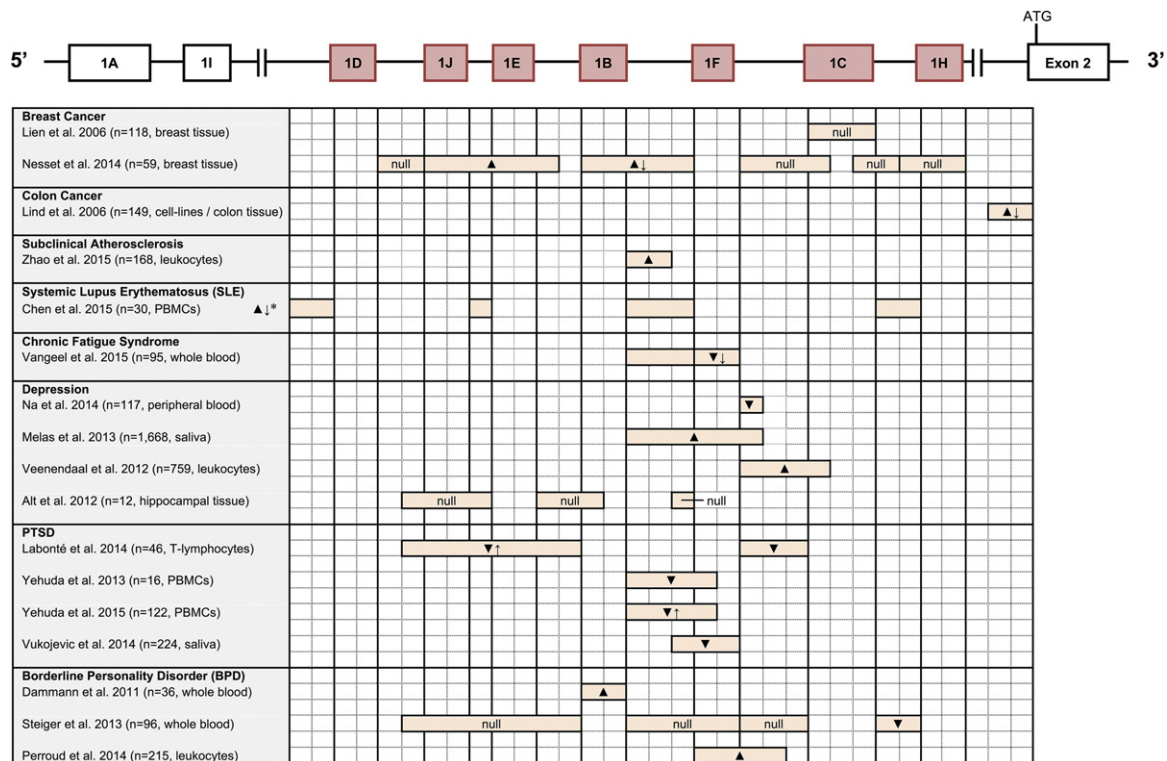 ATG
5’ 1A 1I 1D 1J 1E 1B 1F 1C 1H Exon 2 3’
Breast Cancer
Lien et al. 2006 (n=118, breast tissue) null
Nesset et al. 2014 (n=59, breast tissue) null ▲ ▲↓ null null null
Colon Cancer
Lind et al. 2006 (n=149, cell-lines / colon tissue) ▲↓
Subclinical Atherosclerosis
Zhao et al. 2015 (n=168, leukocytes) ▲
Systemic Lupus Erythematosus (SLE)
Chen et al. 2015 (n=30, PBMCs) ▲↓*
Chronic Fatigue Syndrome
Vangeel et al. 2015 (n=95, whole blood) ▼↓
Depression
Na et al. 2014 (n=117, peripheral blood) ▼
Melas et al. 2013 (n=1,668, saliva) ▲
Veenendaal et al. 2012 (n=759, leukocytes) ▲
Alt et al. 2012 (n=12, hippocampal tissue) null null null
PTSD
Labonté et al. 2014 (n=46, T-lymphocytes) ▼↑ ▼
Yehuda et al. 2013 (n=16, PBMCs) ▼
Yehuda et al. 2015 (n=122, PBMCs) ▼↑
Vukojevic et al. 2014 (n=224, saliva) ▼
Borderline Personality Disorder (BPD)
Dammann et al. 2011 (n=36, whole blood) ▲
Steiger et al. 2013 (n=96, whole blood) null null null ▼
Perroud et al. 2014 (n=215, leukocytes) ▲